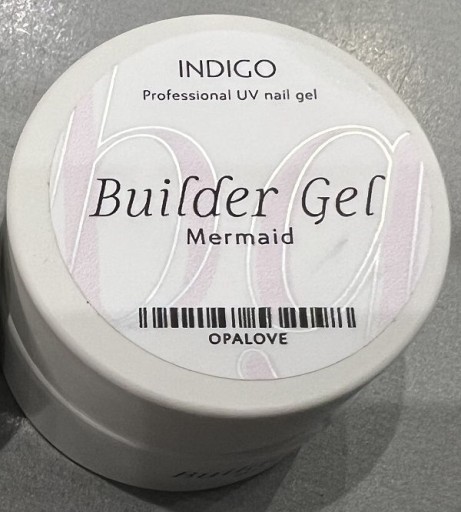 INDIGO
Professional UV nail gel
Builder Gel
Mermaid
OPALOVE